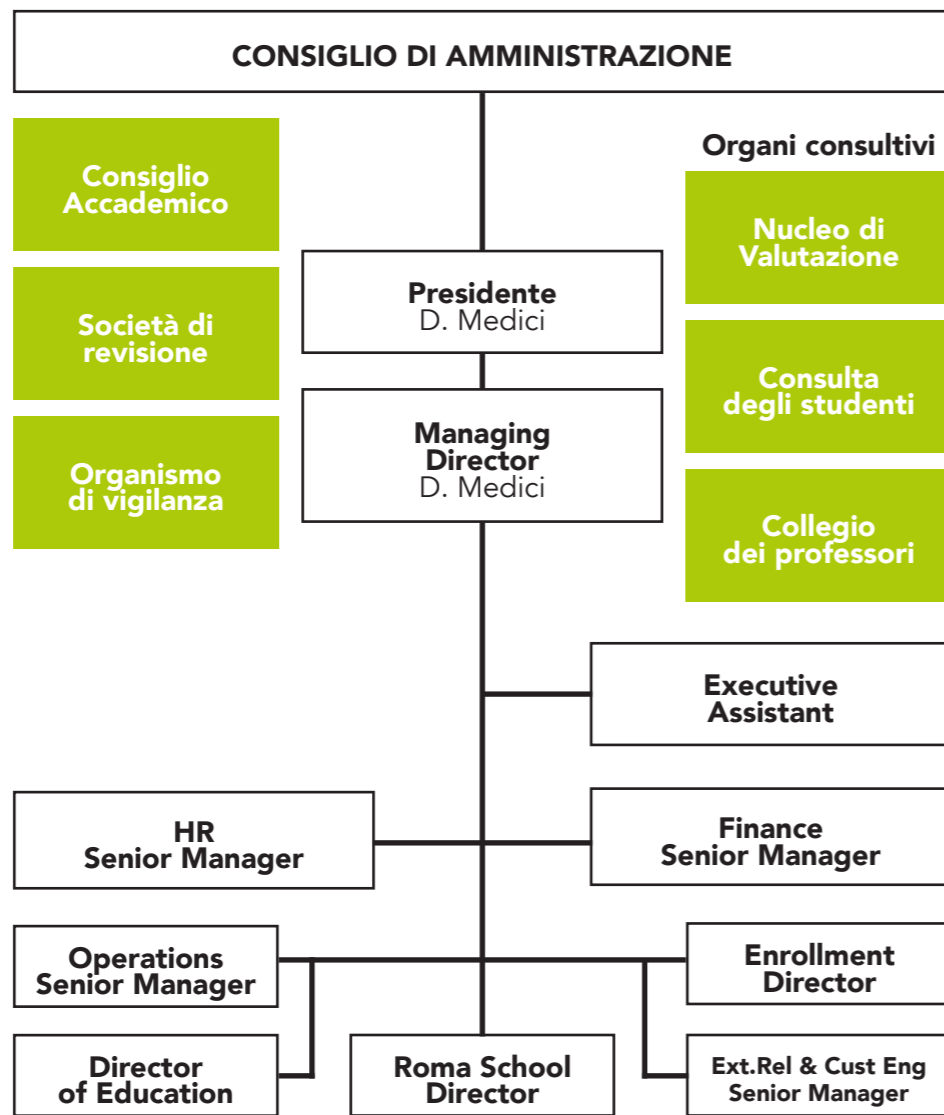 CONSIGLIO DI AMMINISTRAZIONE
Consiglio
Accademico
Società di
revisione
Organismo
di vigilanza
Organi consultivi
Nucleo di
Valutazione
Consulta
degli studenti
Collegio
dei professori
Presidente
D. Medici
Managing
Director
D. Medici
Executive
Assistant
HR
Senior Manager
Finance
Senior Manager
Operations
Senior Manager
Enrollment
Director
Director
of Education
Roma School
Director
Ext.Rel & Cust Eng
Senior Manager